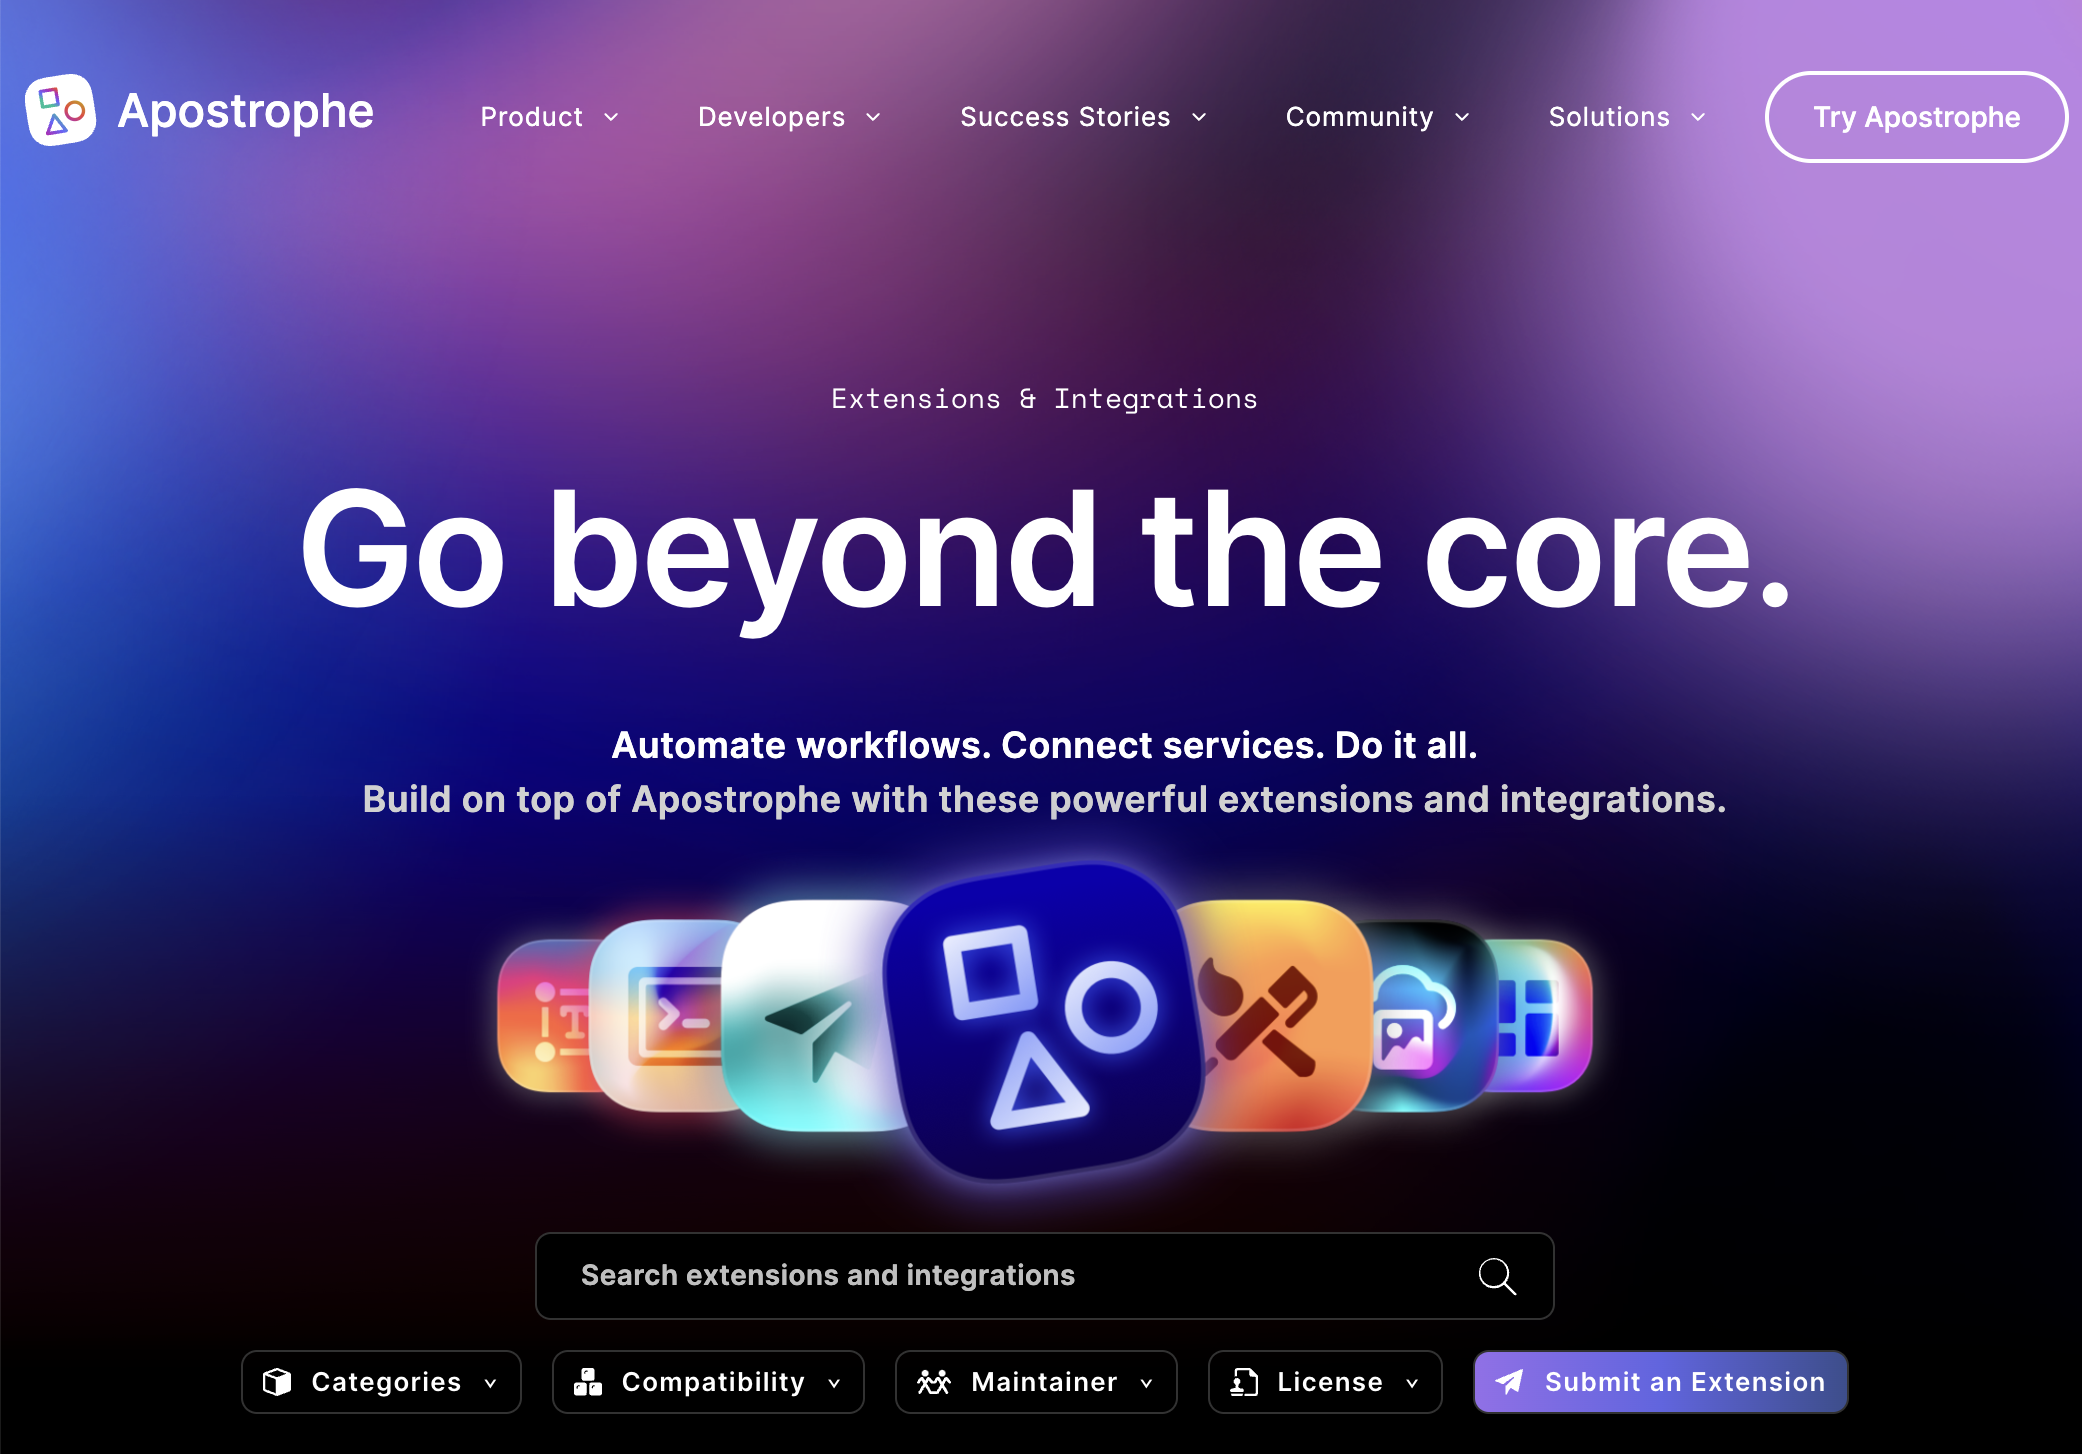 Apostrophe
Product
Developers
Success Stories
Community
Solutions
Try Apostrophe
Extensions & Integrations
Go beyond the core.
Automate workflows. Connect services. Do it all.
Build on top of Apostrophe with these powerful extensions and integrations.
Search extensions and integrations
Categories
Compatibility
Maintainer
License
Submit an Extension